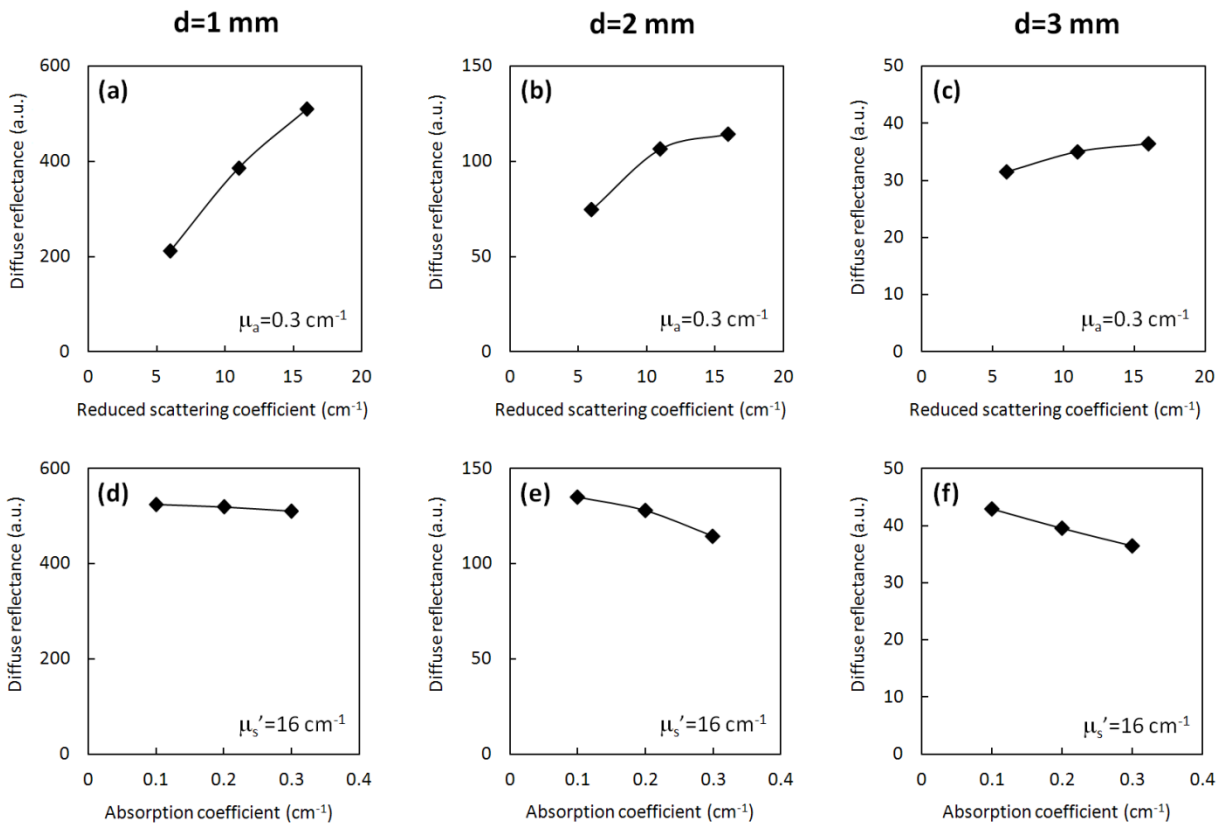 d=1 mm
d=2 mm
d=3 mm
(a)
Diffuse reflectance (a.u.)
600
400
200
0
0 5 10 15 20
μa=0.3 cm-1
Reduced scattering coefficient (cm-1)
(b)
Diffuse reflectance (a.u.)
150
100
50
0
0 5 10 15 20
μa=0.3 cm-1
Reduced scattering coefficient (cm-1)
(c)
Diffuse reflectance (a.u.)
50
40
30
20
10
0
0 5 10 15 20
μa=0.3 cm-1
Reduced scattering coefficient (cm-1)
(d)
Diffuse reflectance (a.u.)
600
400
200
0
0 0.1 0.2 0.3 0.4
μs'=16 cm-1
Absorption coefficient (cm-1)
(e)
Diffuse reflectance (a.u.)
150
100
50
0
0 0.1 0.2 0.3 0.4
μs'=16 cm-1
Absorption coefficient (cm-1)
(f)
Diffuse reflectance (a.u.)
50
40
30
20
10
0
0 0.1 0.2 0.3 0.4
μs'=16 cm-1
Absorption coefficient (cm-1)